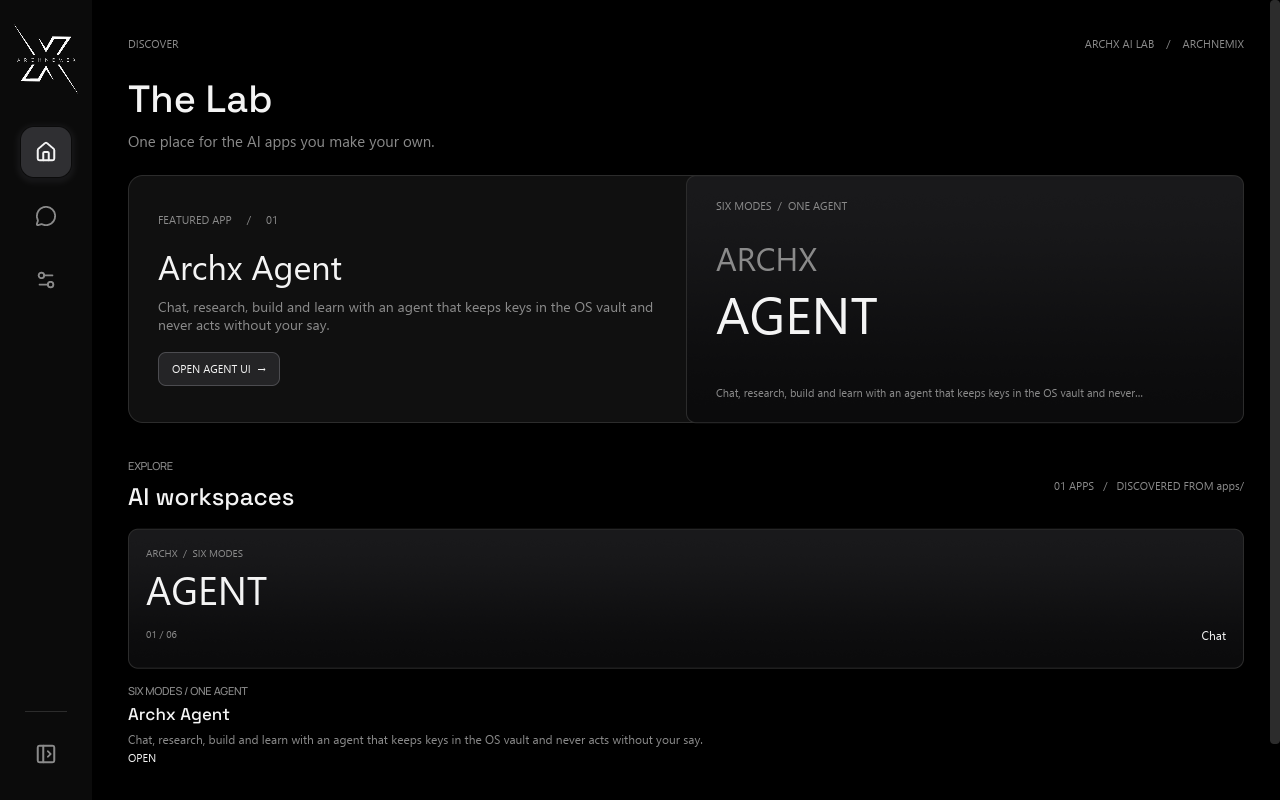 ARCHNEMIX
DISCOVER
ARCHX AI LAB / ARCHNEMIX
The Lab
One place for the AI apps you make your own.
FEATURED APP / 01
Archx Agent
Chat, research, build and learn with an agent that keeps keys in the OS vault and
never acts without your say.
OPEN AGENT UI →
SIX MODES / ONE AGENT
ARCHX
AGENT
Chat, research, build and learn with an agent that keeps keys in the OS vault and never...
EXPLORE
AI workspaces
01 APPS / DISCOVERED FROM apps/
ARCHX / SIX MODES
AGENT
01 / 06
Chat
SIX MODES / ONE AGENT
Archx Agent
Chat, research, build and learn with an agent that keeps keys in the OS vault and never acts without your say.
OPEN